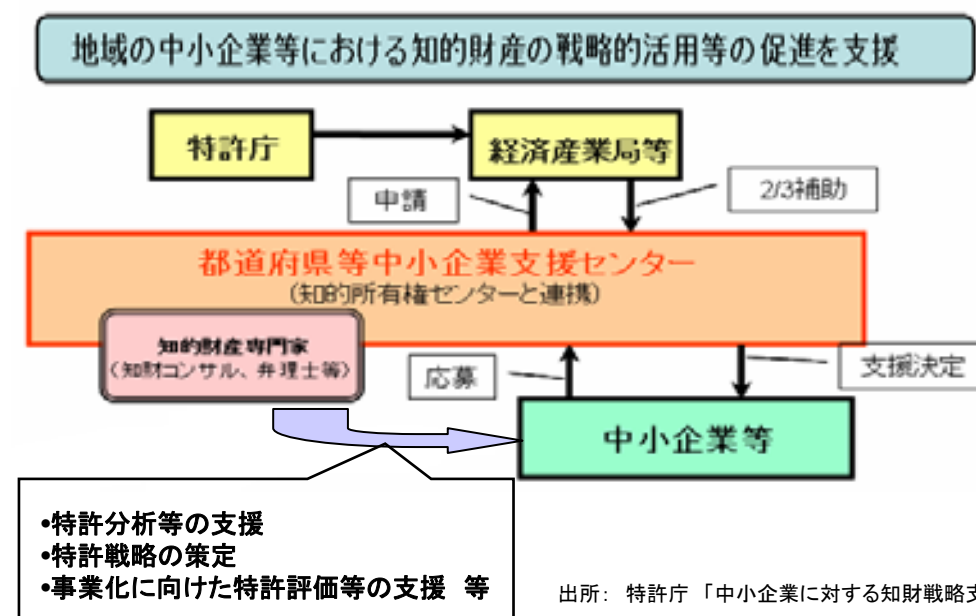 地域の中小企業等における知的財産の戦略的活用等の促進を支援
特許庁
経済産業局等
申請
2/3補助
都道府県等中小企業支援センター
(知的所有権センターと連携)
知的財産専門家
(知財コンサル、弁理士等)
応募
支援決定
中小企業等
•特許分析等の支援
•特許戦略の策定
•事業化に向けた特許評価等の支援 等
出所: 特許庁 「中小企業に対する知財戦略支